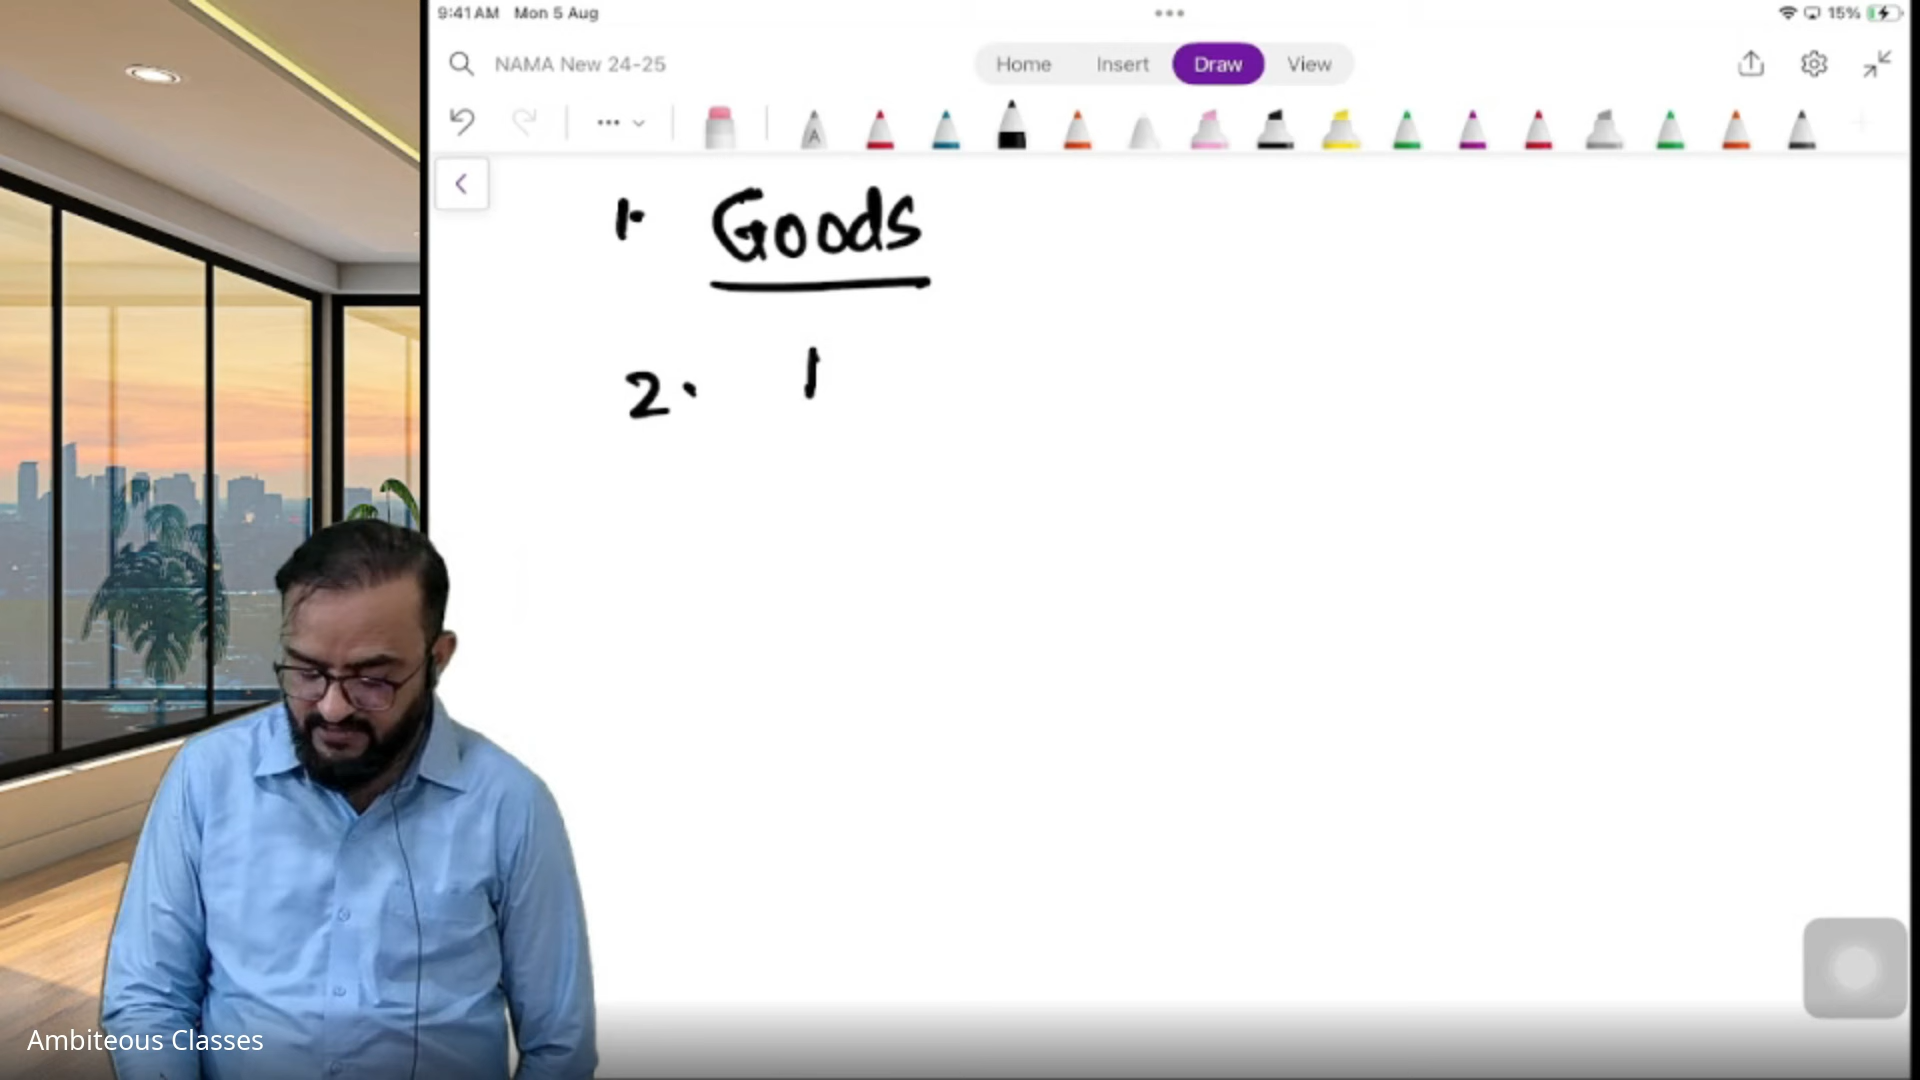 9:41 AM Mon 5 Aug
15%
NAMA New 24-25
Home Insert Draw View
A
1. Goods
2. I
Ambiteous Classes